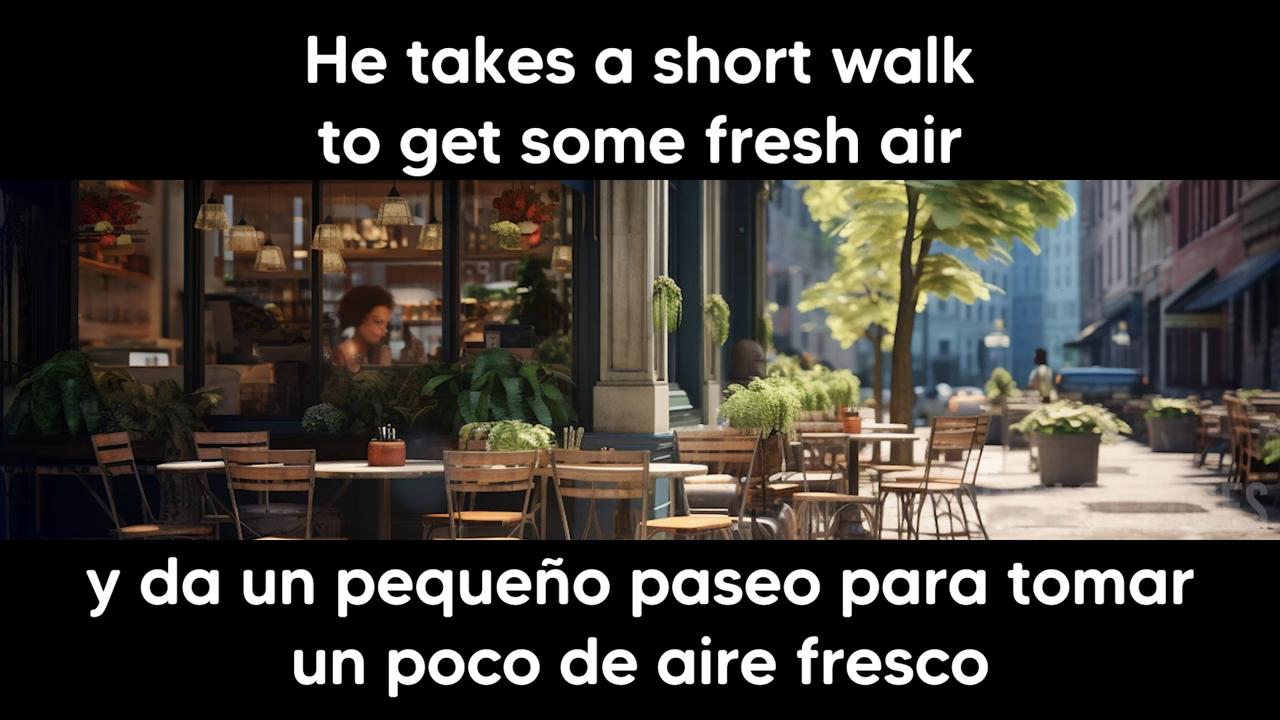 He takes a short walk
to get some fresh air
y da un pequeño paseo para tomar
un poco de aire fresco